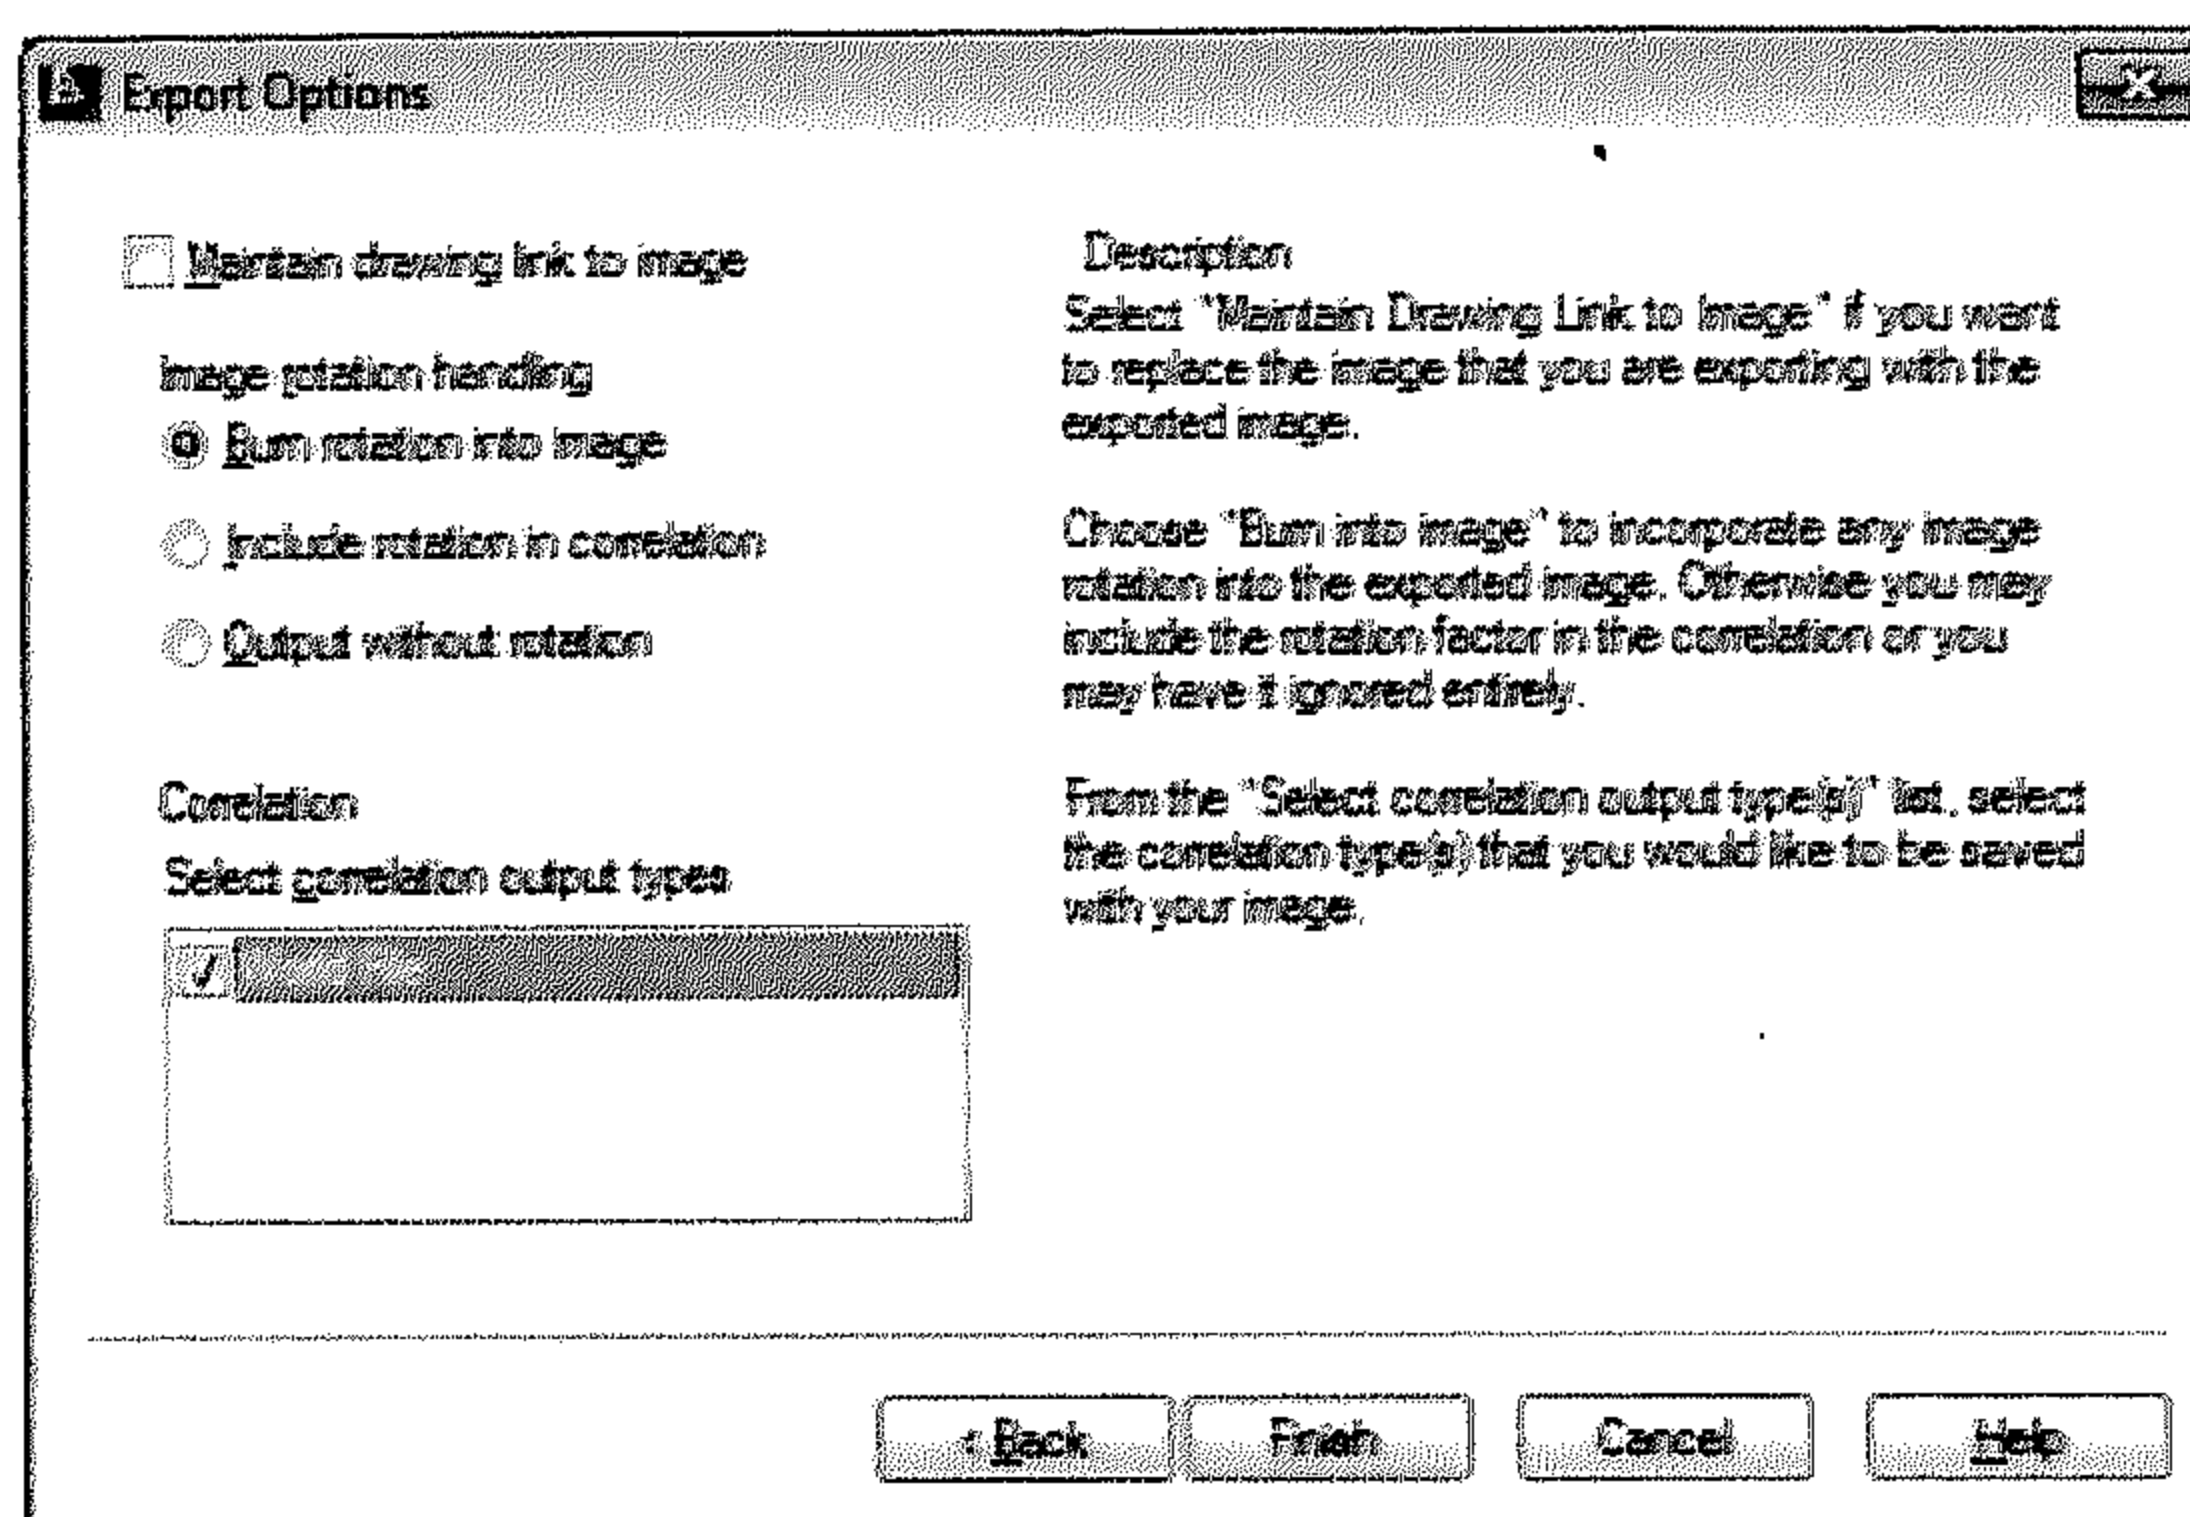 Export Options
Maintain drawing link to image
Image rotation handling
Burn rotation into image
Include rotation in correlation
Output without rotation
Correlation
Select correlation output types
Description
Select "Maintain Drawing Link to Image" if you want
to replace the image that you are exporting with the
exported image.
Choose "Burn into image" to incorporate any image
rotation into the exported image. Otherwise you may
include the rotation factor in the correlation or you
may have it ignored entirely.
From the "Select correlation output type(s)" list, select
the correlation type(s) that you would like to be saved
with your image.
< Back
Finish
Cancel
Help